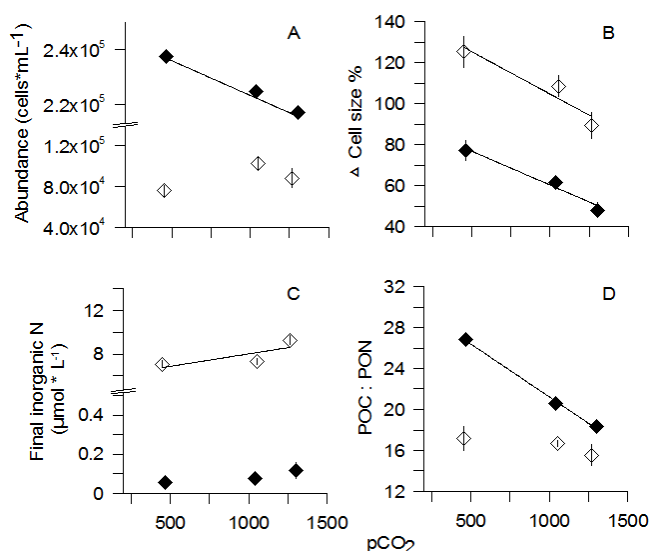 A
Abundance (cells*mL-1)
2.4x10^5
2.2x10^5
1.2x10^5
8.0x10^4
4.0x10^4
B
Δ Cell size %
140
120
100
80
60
40
C
Final inorganic N
(μmol * L-1)
12
8
0.4
0.2
0
500 1000 1500
D
POC : PON
28
24
20
16
12
500 1000 1500
pCO2